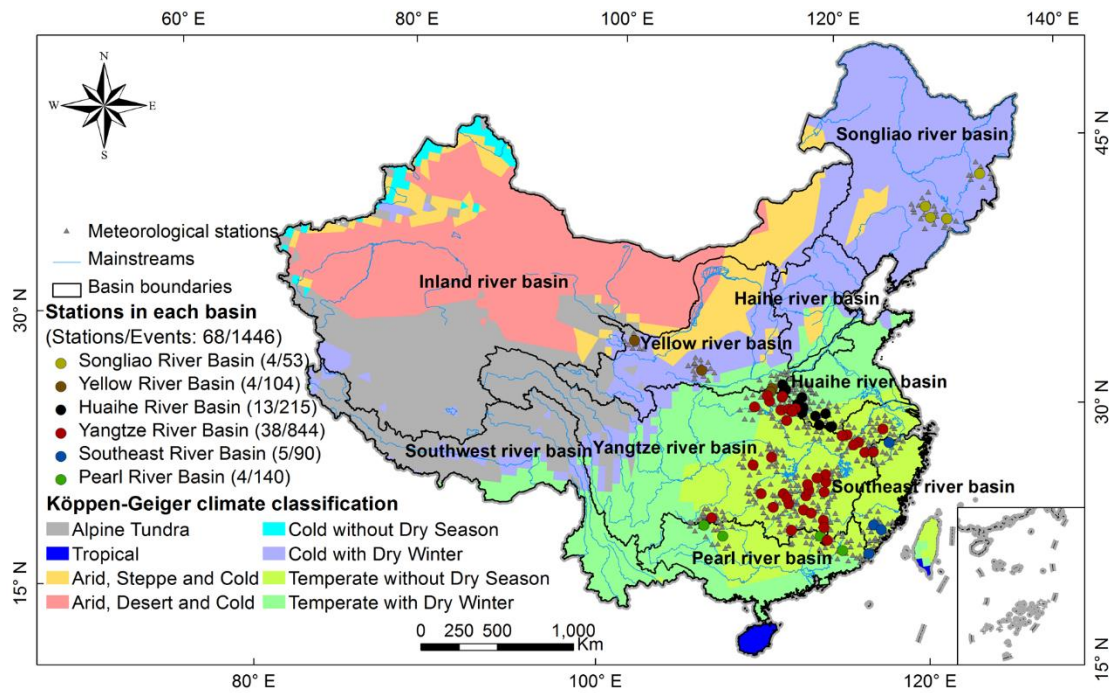 60° E
80° E
100° E
120° E
140° E
N
W
E
S
45° N
30° N
15° N
30° N
15° N
80° E
100° E
120° E
Songliao river basin
Inland river basin
Haihe river basin
Yellow river basin
Huaihe river basin
Southwest river basin
Yangtze river basin
Southeast river basin
Pearl river basin
Meteorological stations
Mainstreams
Basin boundaries
Stations in each basin
(Stations/Events: 68/1446)
Songliao River Basin (4/53)
Yellow River Basin (4/104)
Huaihe River Basin (13/215)
Yangtze River Basin (38/844)
Southeast River Basin (5/90)
Pearl River Basin (4/140)
Köppen-Geiger climate classification
Alpine Tundra
Cold without Dry Season
Tropical
Cold with Dry Winter
Arid, Steppe and Cold
Temperate without Dry Season
Arid, Desert and Cold
Temperate with Dry Winter
0 250 500 1,000
Km